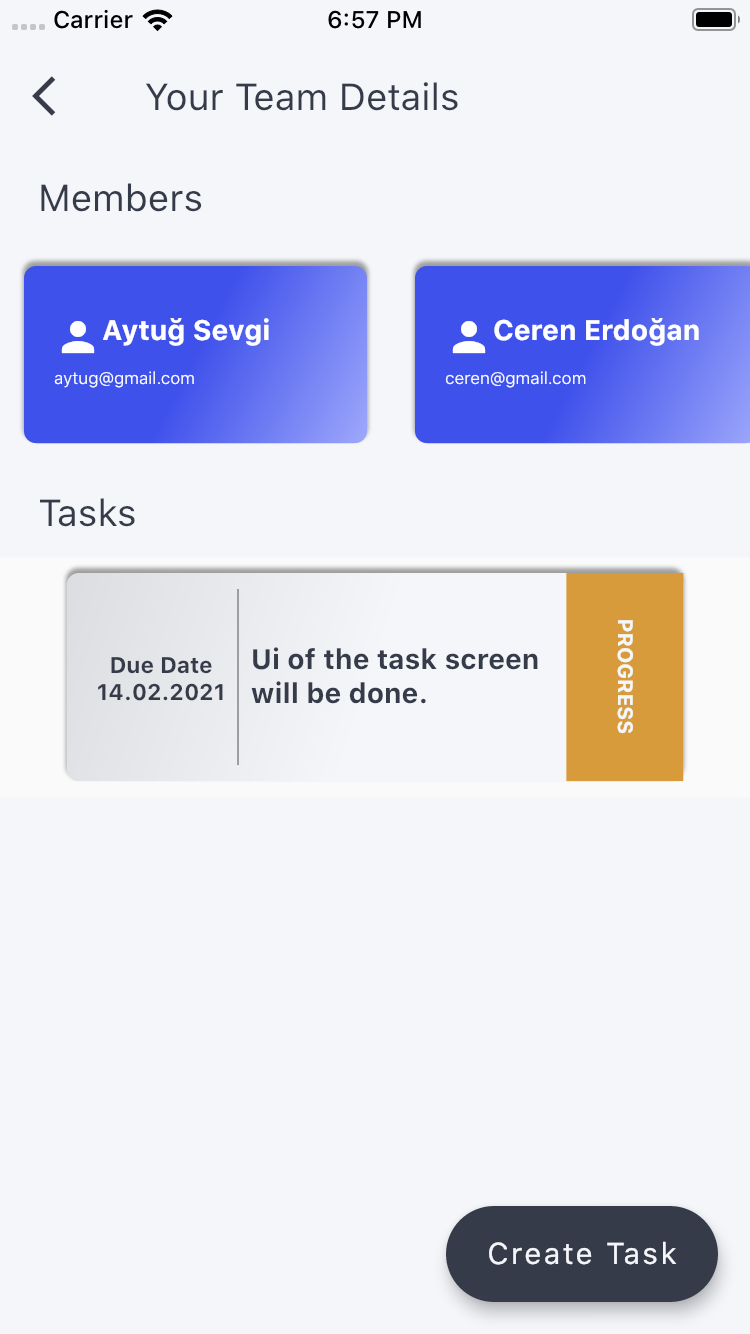 Carrier 6:57 PM
Your Team Details
Members
Aytuğ Sevgi
aytug@gmail.com
Ceren Erdoğan
ceren@gmail.com
Tasks
Due Date
14.02.2021
Ui of the task screen
will be done.
PROGRESS
Create Task